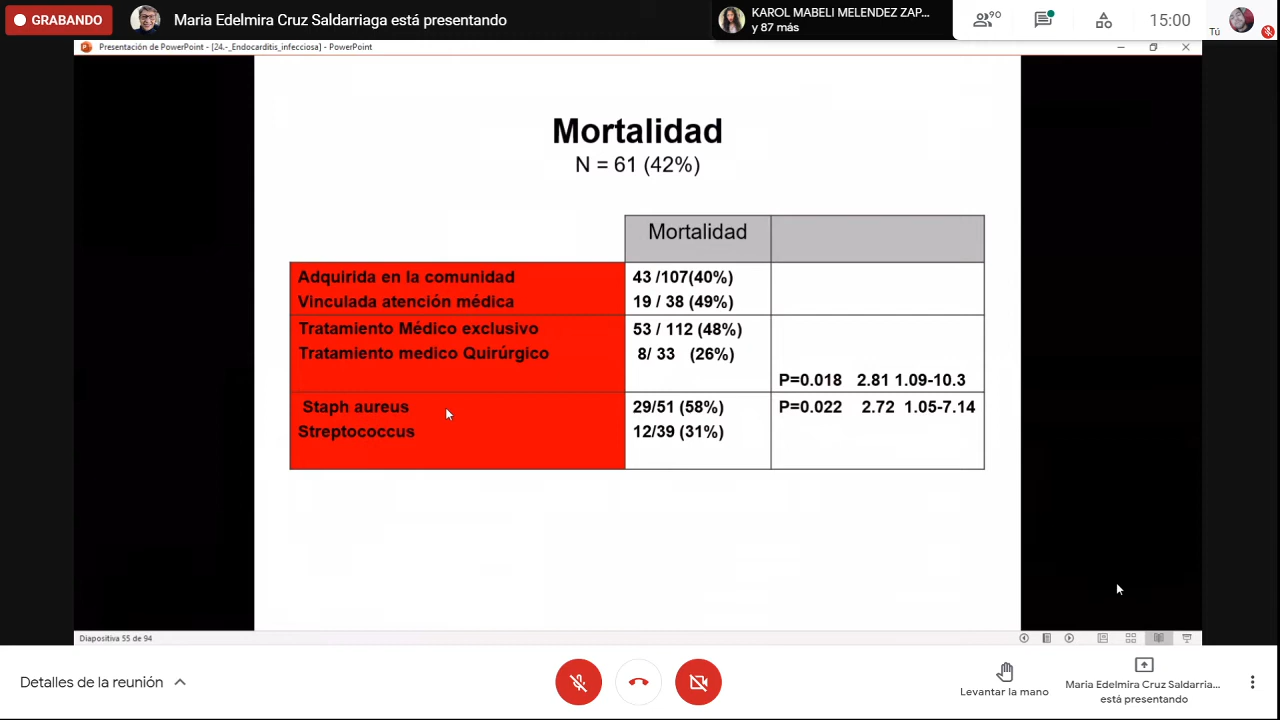 GRABANDO
Maria Edelmira Cruz Saldarriaga está presentando
KAROL MABELI MELENDEZ ZAP...
y 87 más
90
15:00
Tú
Presentación de PowerPoint - [24.-_Endocarditis_infecciosa] - PowerPoint
Mortalidad
N = 61 (42%)
Mortalidad
Adquirida en la comunidad 43 /107(40%)
Vinculada atención médica 19 / 38 (49%)
Tratamiento Médico exclusivo 53 / 112 (48%)
Tratamiento medico Quirúrgico 8/ 33 (26%)
P=0.018 2.81 1.09-10.3
Staph aureus 29/51 (58%) P=0.022 2.72 1.05-7.14
Streptococcus 12/39 (31%)
Diapositiva 55 de 94
Detalles de la reunión
Levantar la mano
Maria Edelmira Cruz Saldarria...
está presentando